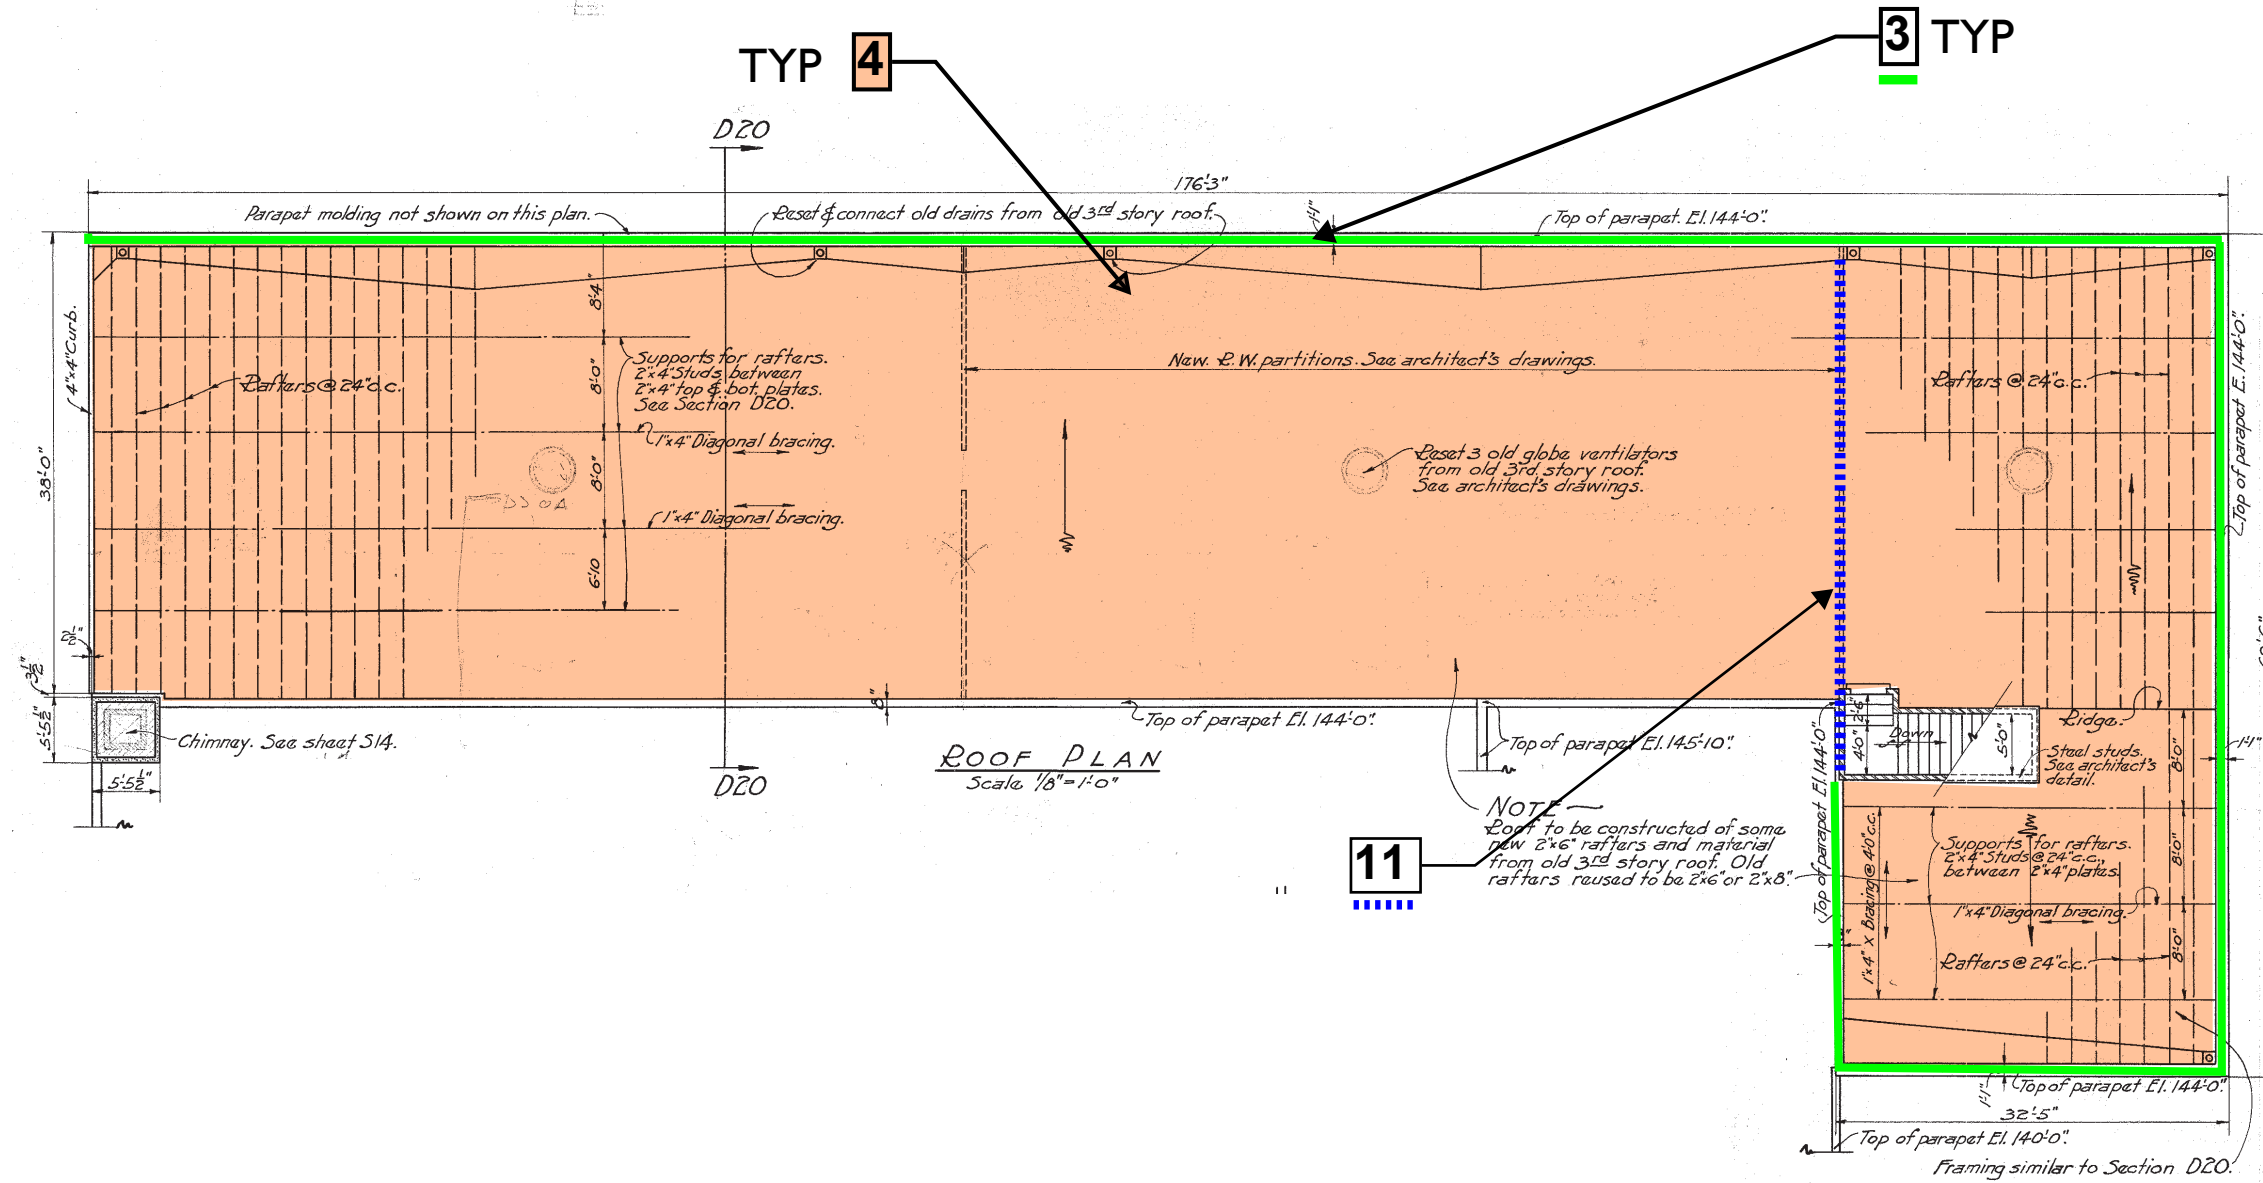 3 TYP
TYP 4
D20
176'-3"
Parapet molding not shown on this plan.
Reset & connect old drains from old 3rd story roof.
1'-1"
Top of parapet. El. 144'-0".
4"x4" Curb.
8'-4"
Supports for rafters.
2"x4" Studs between
2"x4" top & bot. plates.
See Section D20.
New. P.W. partitions. See architect's drawings.
Rafters @ 24" c.c.
Rafters @ 24" c.c.
Top of parapet E. 144'-0".
8'-0"
1"x4" Diagonal bracing.
Reset 3 old globe ventilators
from old 3rd. story roof.
See architect's drawings.
38'-0"
8'-0"
1"x4" Diagonal bracing.
6'-10
2½"
3½"
8"
Top of parapet El. 144'-0".
2'-6"
Ridge.
5'-5½"
Chimney. See sheet S14.
ROOF PLAN
Scale 1/8" = 1'-0"
Top of parapet El. 145'-10".
Top of parapet El. 144'-0"
4'-0"
Down
5'-0"
Steel studs.
See architect's
detail.
8'-0"
1'-1"
5'-5½"
D20
NOTE
Roof to be constructed of some
new 2"x6" rafters and material
from old 3rd story roof. Old
rafters reused to be 2"x6" or 2"x8".
11
1"x4" X Bracing @ 4'-0" c.c.
Supports for rafters.
2"x4" Studs @ 24" c.c.,
between 2"x4" plates.
8'-0"
1"x4" Diagonal bracing.
8'-0"
Rafters @ 24" c.c.
Top of parapet El. 144'-0".
1'-1"
32'-5"
Top of parapet El. 140'-0".
Framing similar to Section D20.